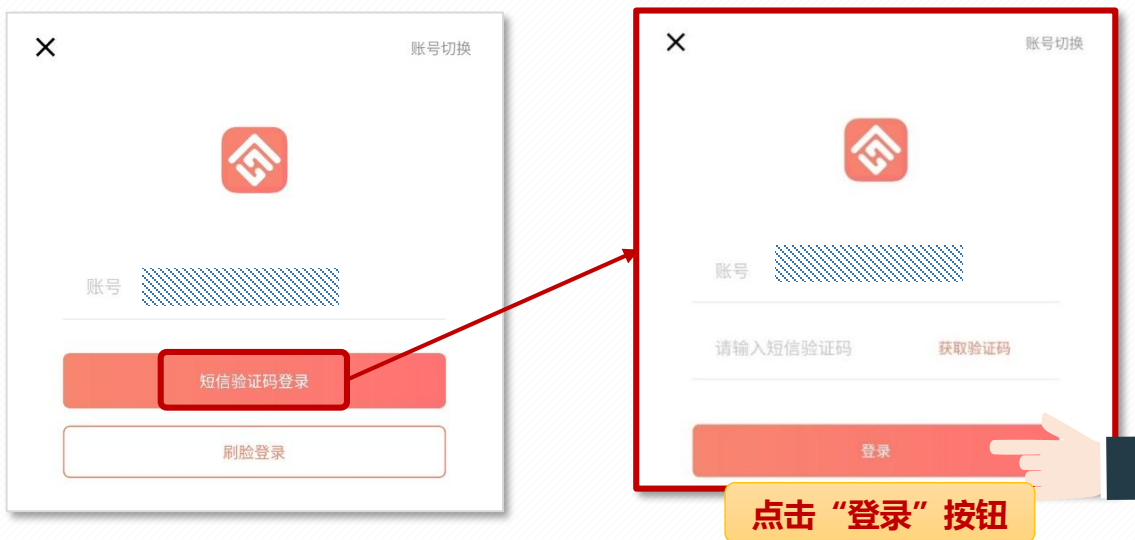 账号切换
账号
短信验证码登录
刷脸登录
账号切换
账号
请输入短信验证码 获取验证码
登录
点击“登录”按钮